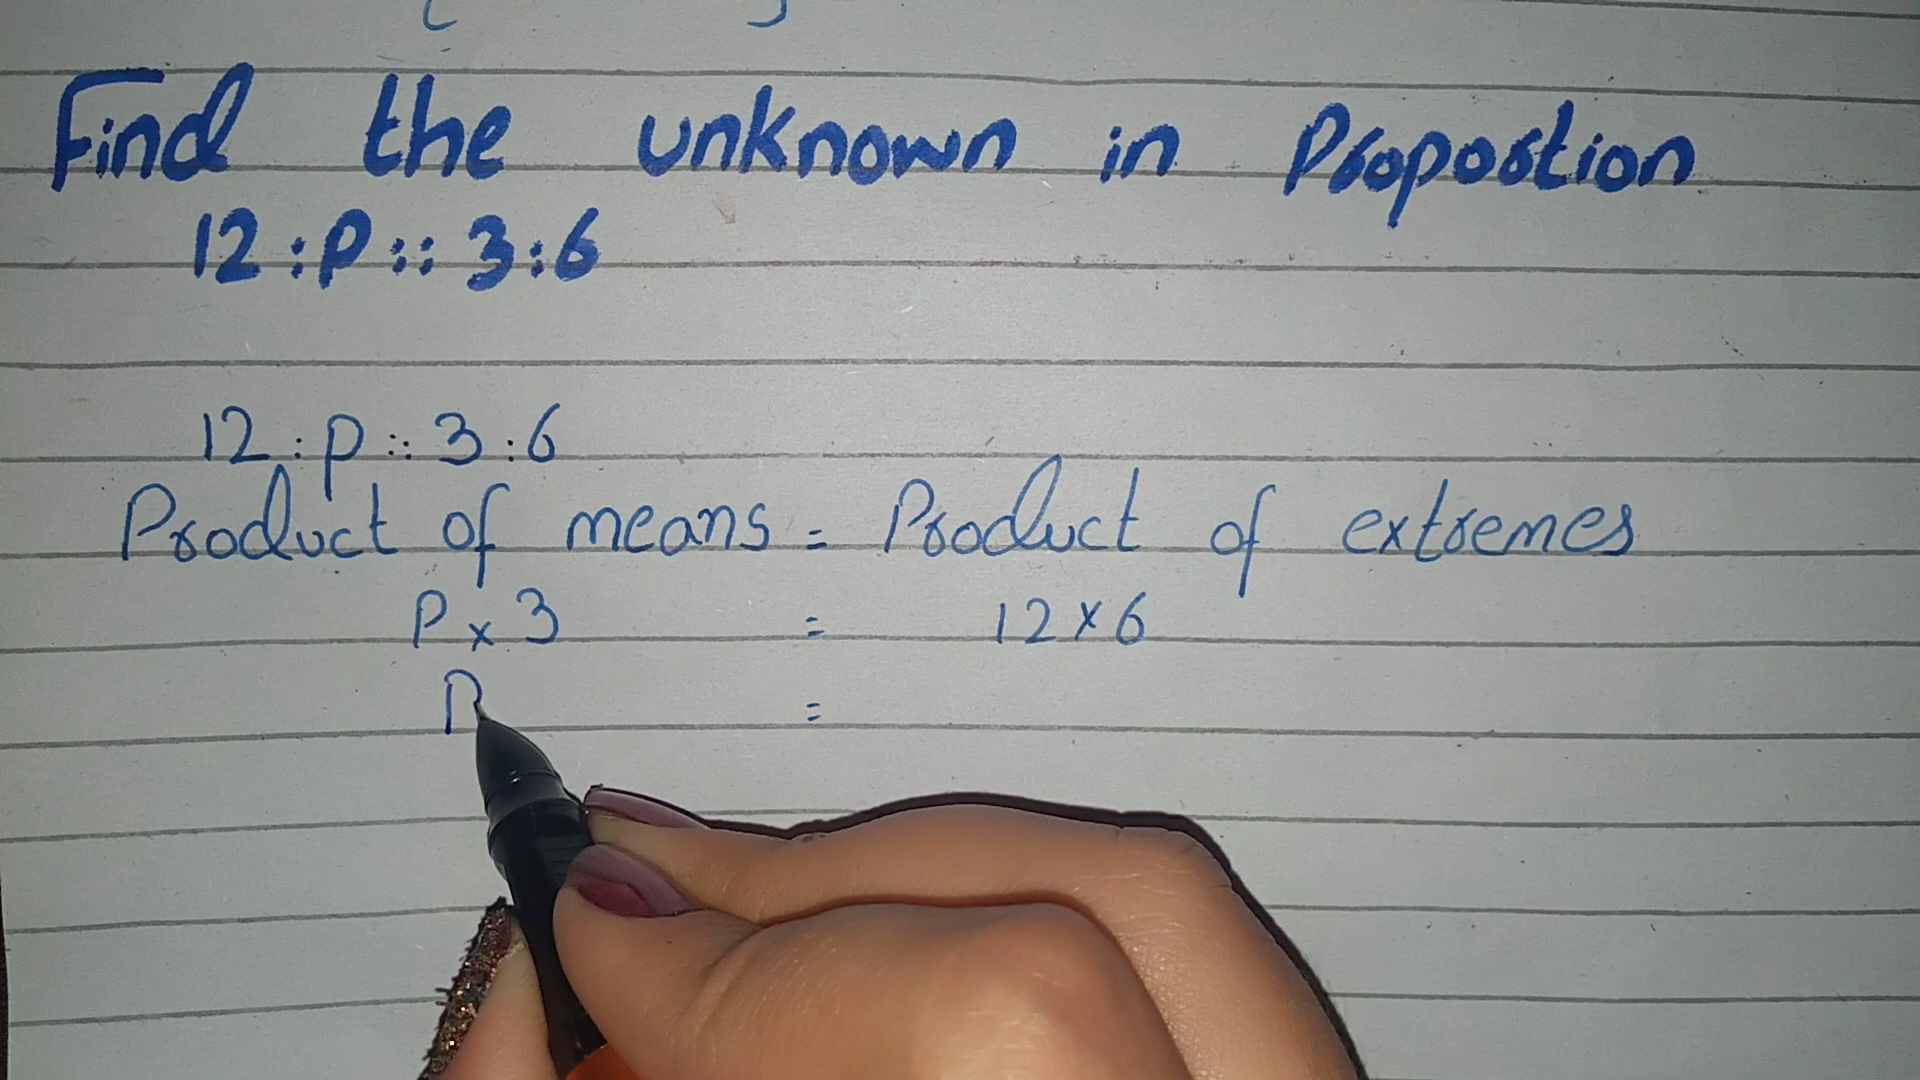 Find the unknown in Proportion
12:P::3:6
12:p::3:6
Product of means = Product of extremes
P x 3 = 12 x 6
P =